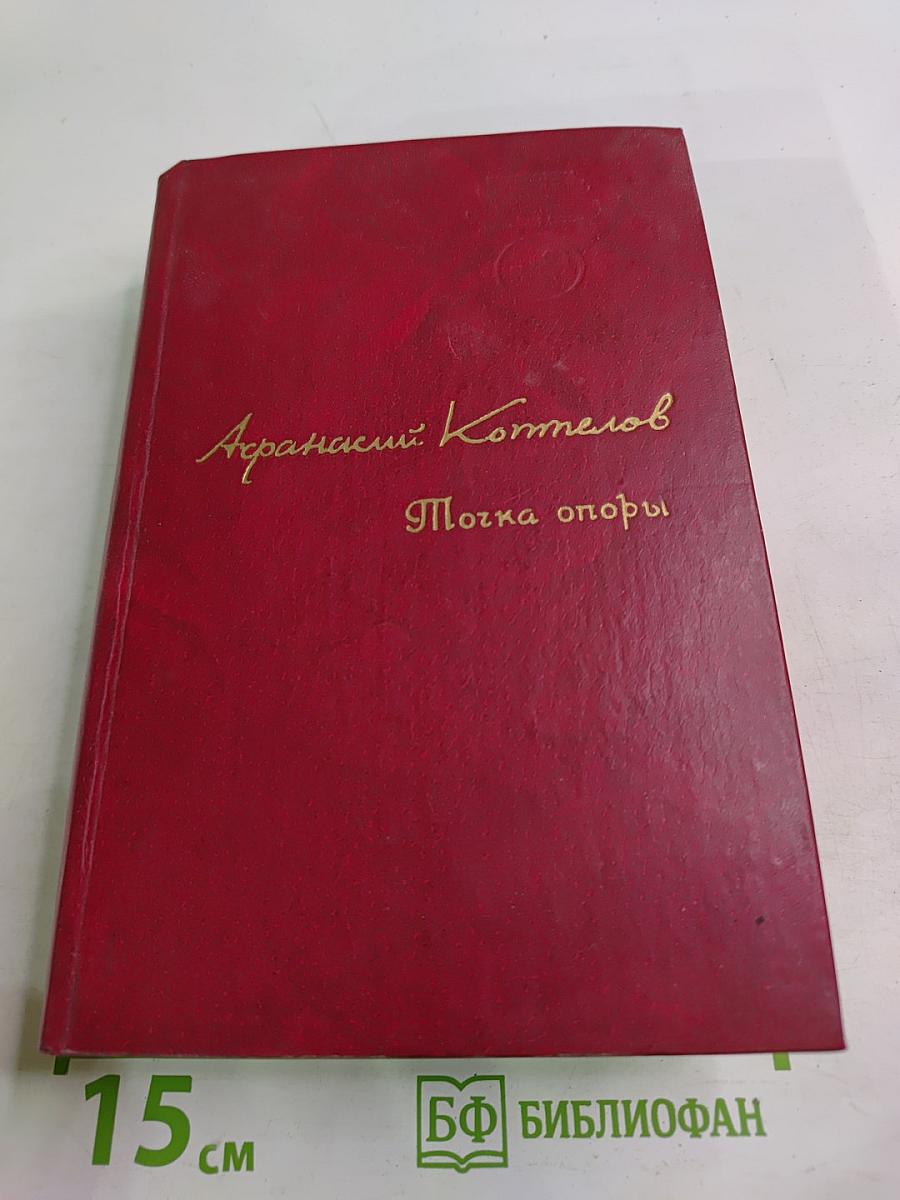 Афанасий Коптелов
Точка опоры
15 см
БФ БИБЛИОФАН